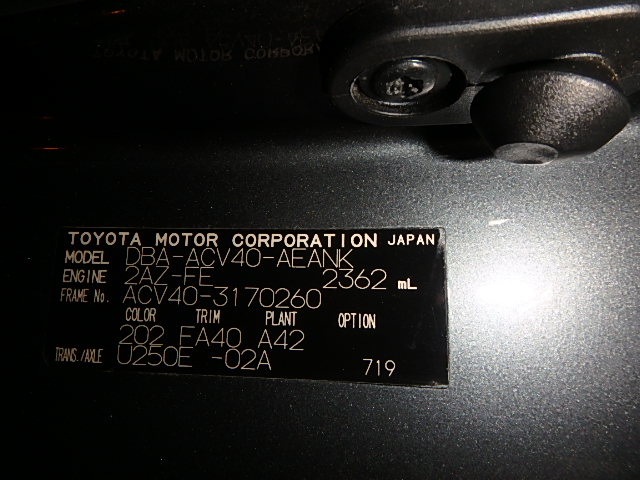 TOYOTA MOTOR CORPORATION JAPAN
MODEL DBA-ACV40-AEANK
ENGINE 2AZ-FE 2362 mL
FRAME No. ACV40-3170260
COLOR TRIM PLANT OPTION
202 EA40 A42
TRANS./AXLE U250E -02A 719